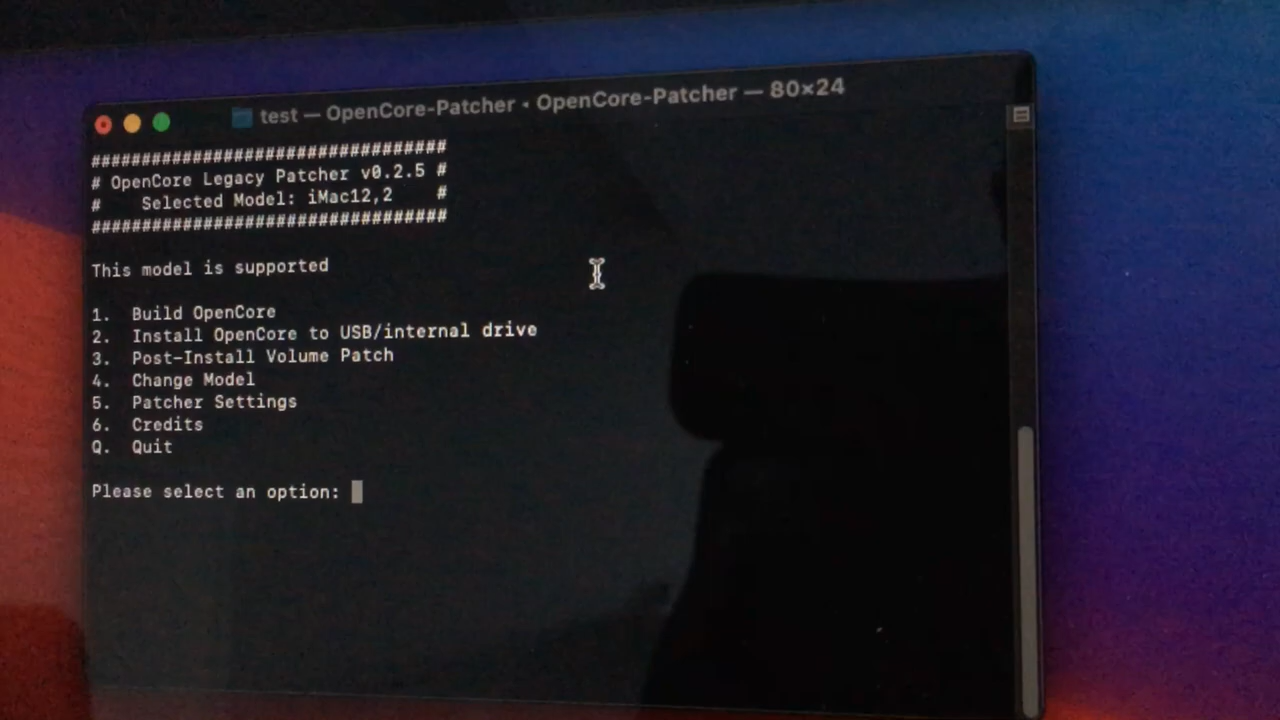 test — OpenCore-Patcher • OpenCore-Patcher — 80×24
##################################
# OpenCore Legacy Patcher v0.2.5 #
#    Selected Model: iMac12,2    #
##################################
This model is supported
1.  Build OpenCore
2.  Install OpenCore to USB/internal drive
3.  Post-Install Volume Patch
4.  Change Model
5.  Patcher Settings
6.  Credits
Q.  Quit
Please select an option: